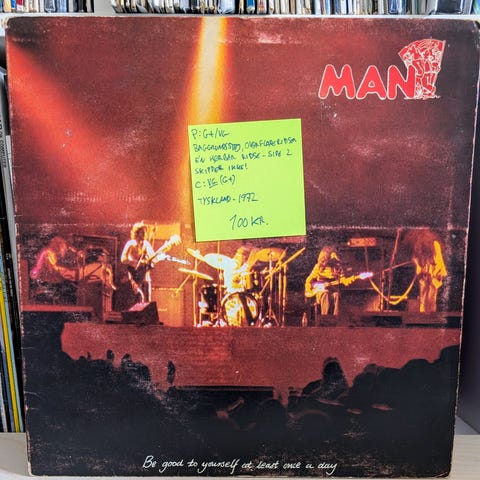 MAN
P: G+/VG
BAGGRUNDSSTØJ, OVERFLADERIDSER
EN HØRBAR RIDSE - SIDE 2
SKIPPER IKKE!
C: VG (G+)
TYSKLAND - 1972
100 KR.
Be good to yourself at least once a day